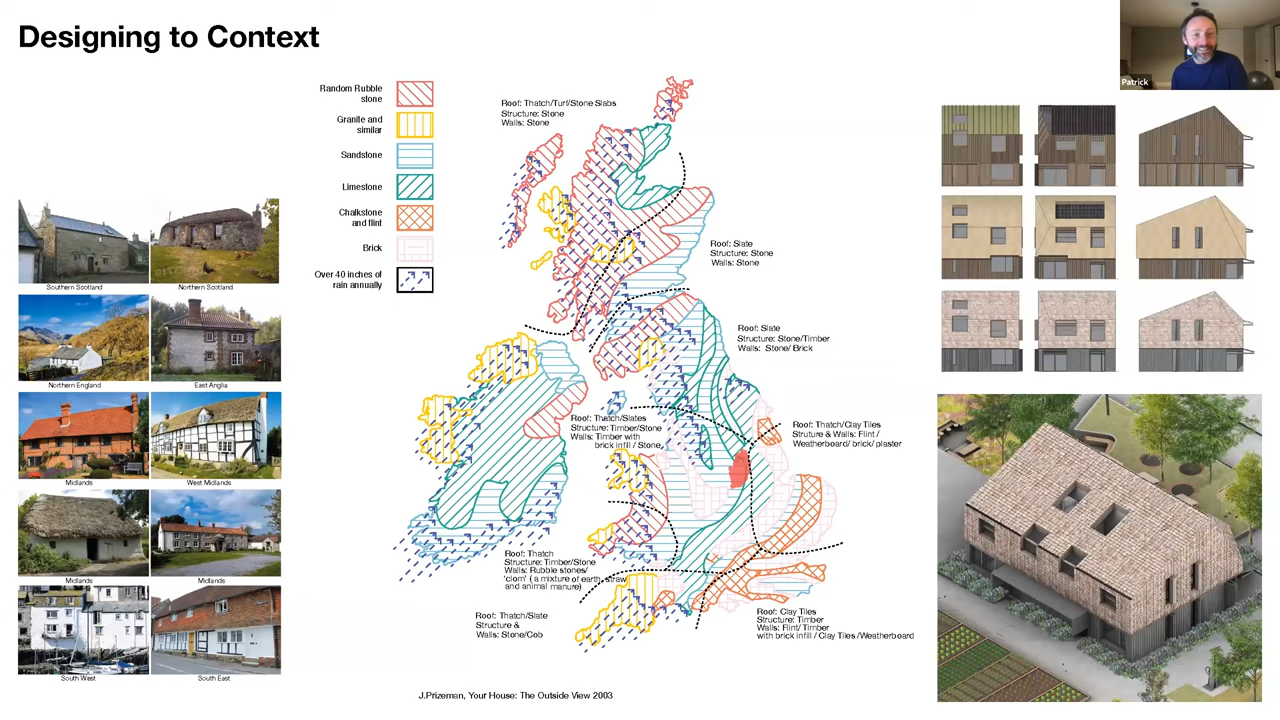 Designing to Context
Patrick
Random Rubble
stone
Granite and
similar
Sandstone
Limestone
Chalkstone
and flint
Brick
Over 40 inches of
rain annually
Roof: Thatch/Turf/Stone Slabs
Structure: Stone
Walls: Stone
Roof: Slate
Structure: Stone
Walls: Stone
Roof: Slate
Structure: Stone/Timber
Walls: Stone/ Brick
Roof: Thatch/Slates
Structure: Timber/Stone
Walls: Timber with
brick infill / Stone
Roof: Thatch/Clay Tiles
Struture & Walls: Flint /
Weatherboard/ brick/ plaster
Roof: Thatch
Structure: Timber/Stone
Walls: Rubble stones/
'clom' ( a mixture of earth, straw
and animal manure)
Roof: Thatch/Slate
Structure &
Walls: Stone/Cob
Roof: Clay Tiles
Structure: Timber
Walls: Flint/ Timber
with brick infill / Clay Tiles /Weatherboard
Southern Scotland
Northern Scotland
Northern England
East Anglia
Midlands
West Midlands
Midlands
Midlands
South West
South East
J.Prizeman, Your House: The Outside View 2003